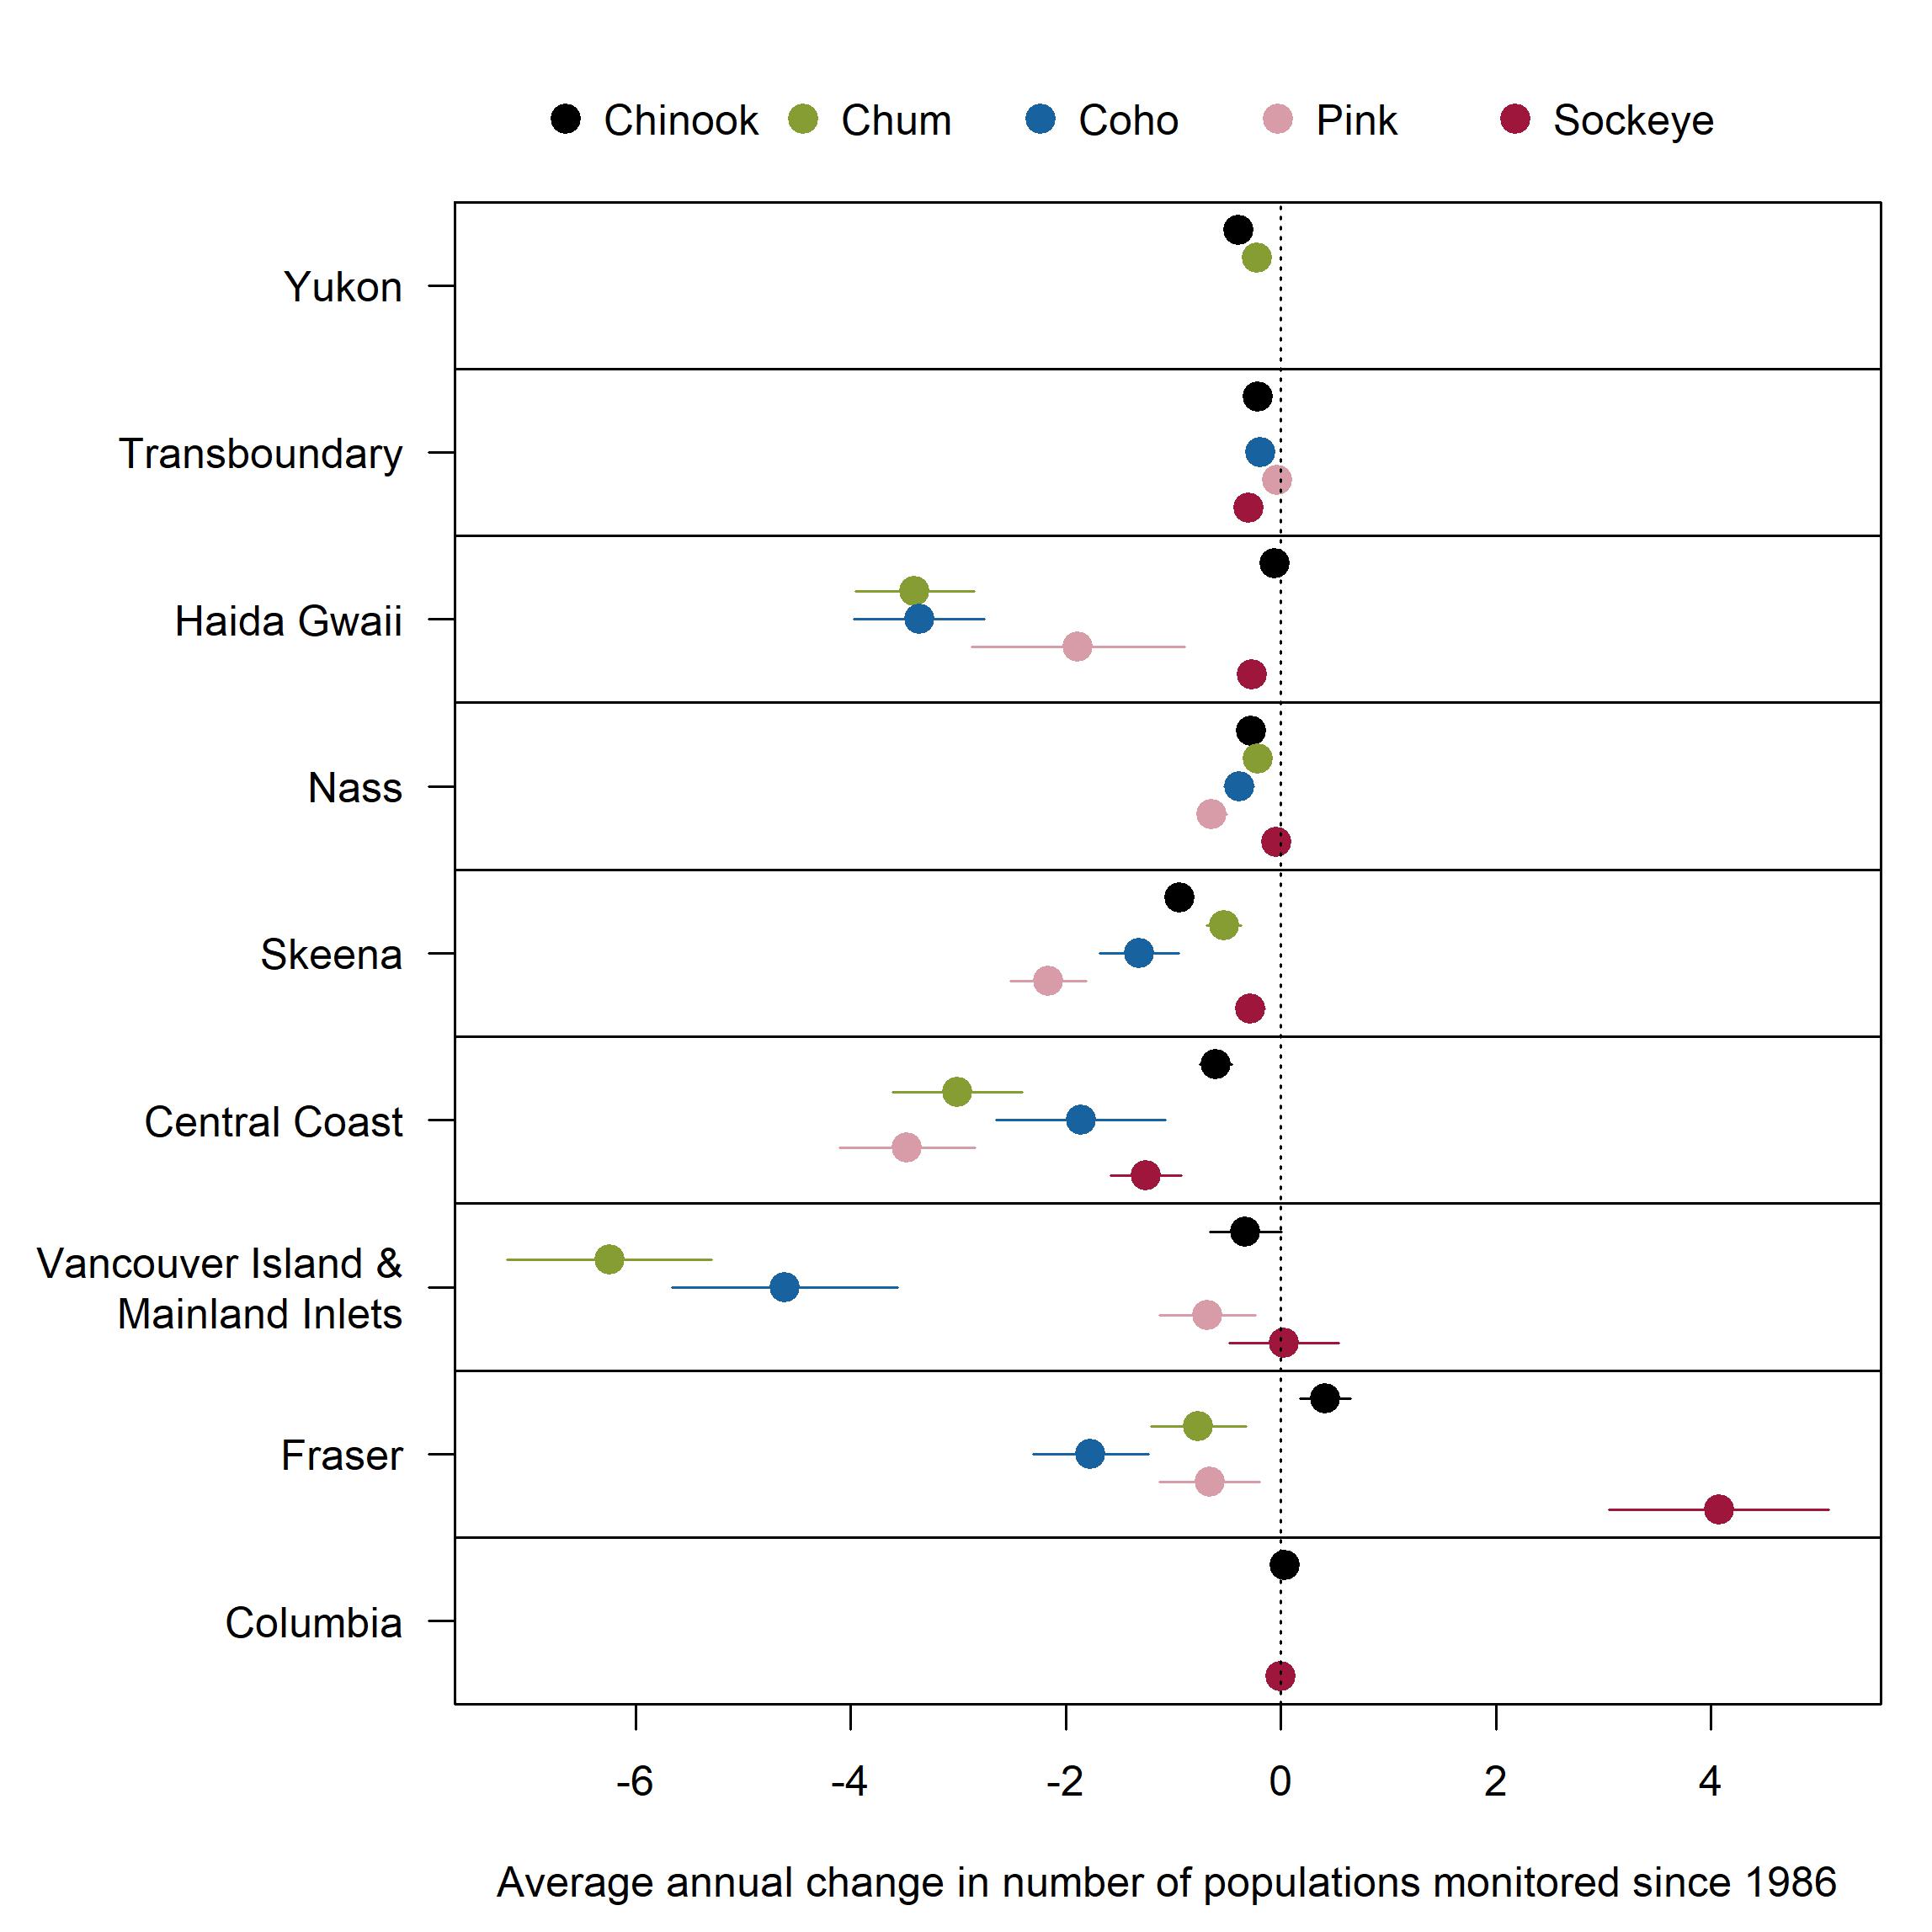 Chinook Chum Coho Pink Sockeye
Yukon
Transboundary
Haida Gwaii
Nass
Skeena
Central Coast
Vancouver Island &
Mainland Inlets
Fraser
Columbia
-6 -4 -2 0 2 4
Average annual change in number of populations monitored since 1986